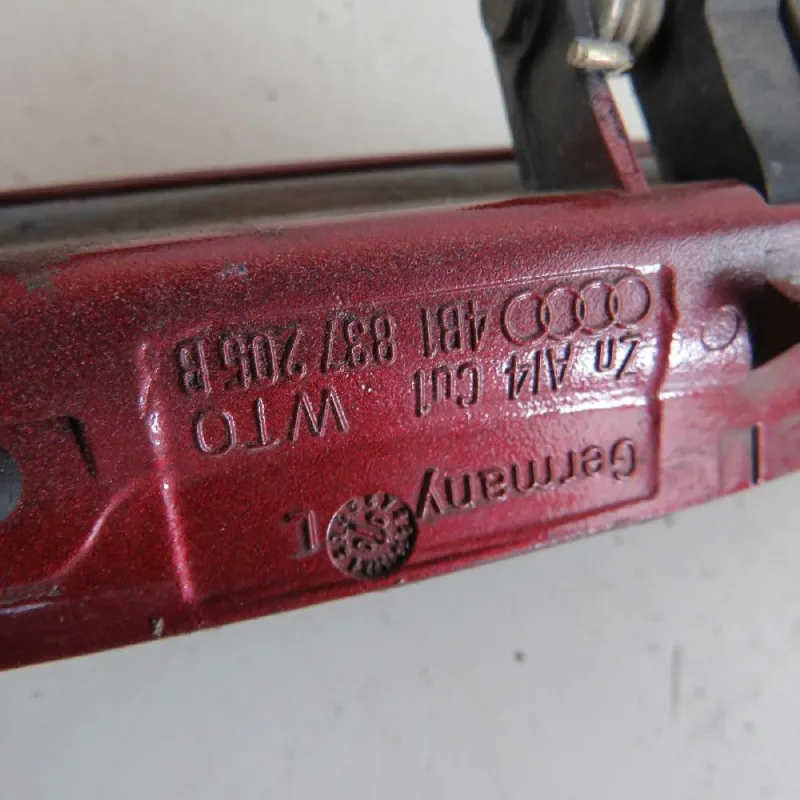 4B1 837 205 B
Zn Al4 Cu1
WTO
Germany
L